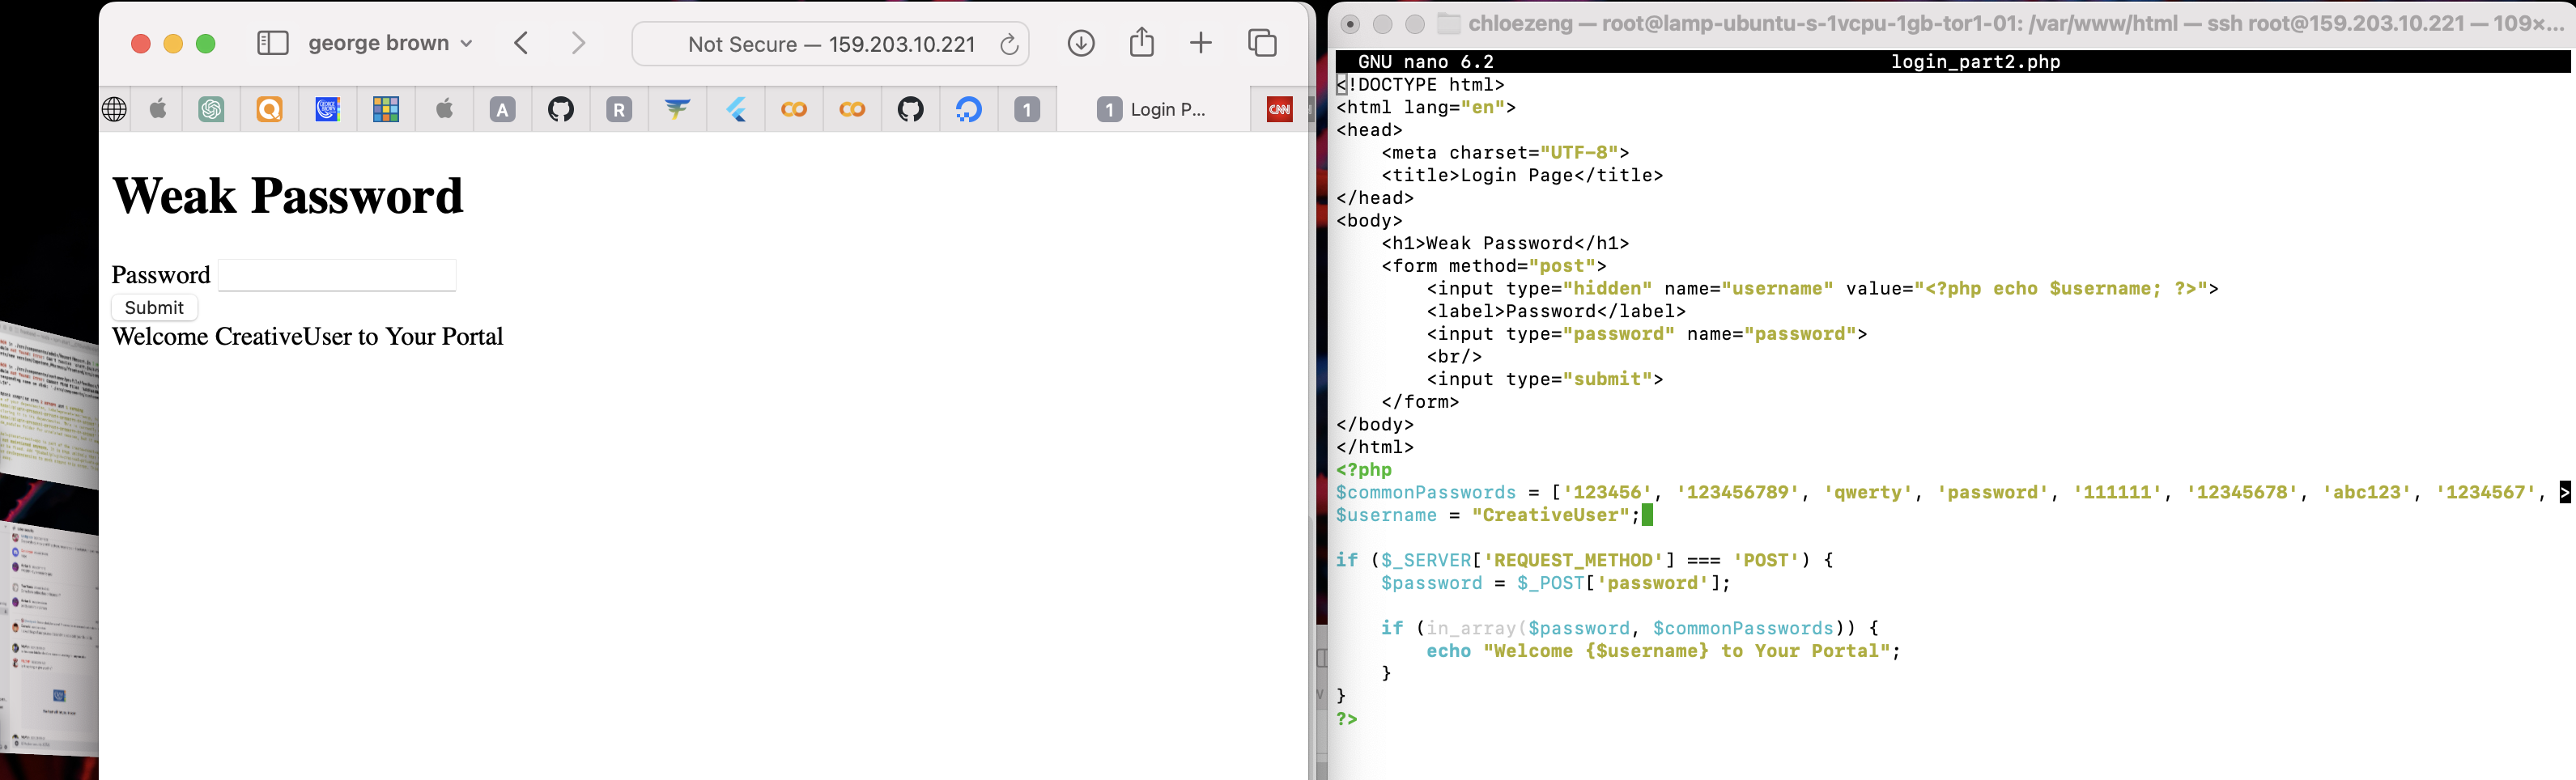 george brown
Not Secure — 159.203.10.221
A
R
1
1 Login P...
CNN
Weak Password
Password
Submit
Welcome CreativeUser to Your Portal
chloezeng — root@lamp-ubuntu-s-1vcpu-1gb-tor1-01: /var/www/html — ssh root@159.203.10.221 — 109×...
GNU nano 6.2 login_part2.php
<!DOCTYPE html>
<html lang="en">
<head>
    <meta charset="UTF-8">
    <title>Login Page</title>
</head>
<body>
    <h1>Weak Password</h1>
    <form method="post">
        <input type="hidden" name="username" value="<?php echo $username; ?>">
        <label>Password</label>
        <input type="password" name="password">
        <br/>
        <input type="submit">
    </form>
</body>
</html>
<?php
$commonPasswords = ['123456', '123456789', 'qwerty', 'password', '111111', '12345678', 'abc123', '1234567', >
$username = "CreativeUser";
if ($_SERVER['REQUEST_METHOD'] === 'POST') {
    $password = $_POST['password'];
    if (in_array($password, $commonPasswords)) {
        echo "Welcome {$username} to Your Portal";
    }
}
?>